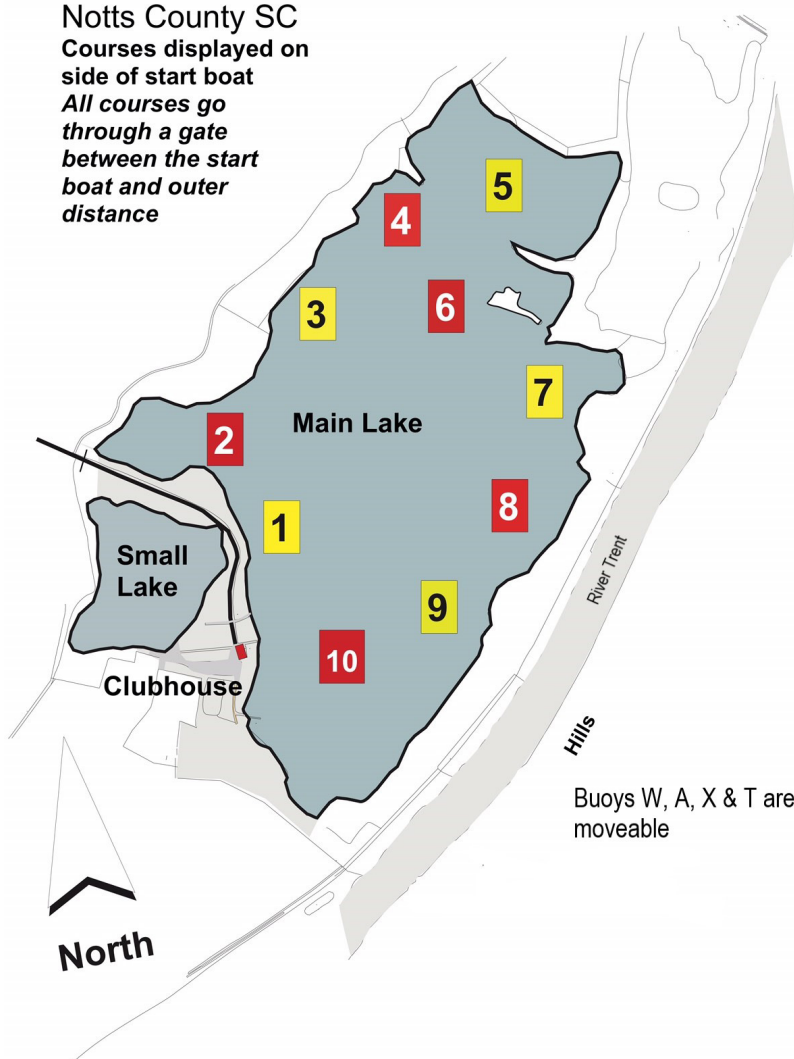 Notts County SC
Courses displayed on
side of start boat
All courses go
through a gate
between the start
boat and outer
distance
5
4
6
3
7
Main Lake
2
8
1
Small
Lake
River Trent
9
10
Clubhouse
Hills
Buoys W, A, X & T are
moveable
North